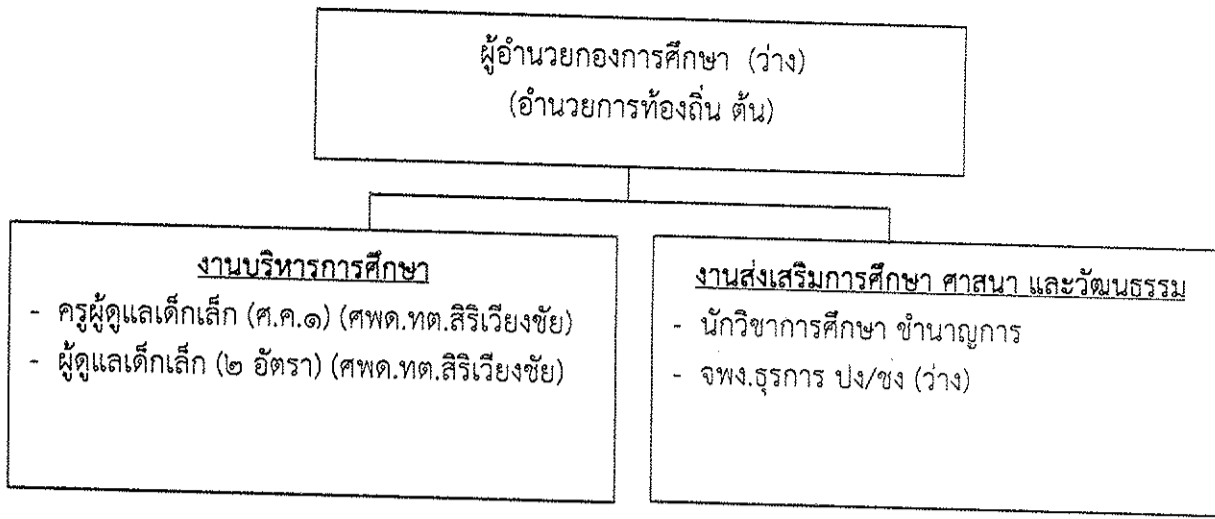 ผู้อำนวยกองการศึกษา (ว่าง)
(อำนวยการท้องถิ่น ต้น)
งานบริหารการศึกษา
- ครูผู้ดูแลเด็กเล็ก (ศ.ค.๑) (ศพด.ทต.สิริเวียงชัย)
- ผู้ดูแลเด็กเล็ก (๒ อัตรา) (ศพด.ทต.สิริเวียงชัย)
งานส่งเสริมการศึกษา ศาสนา และวัฒนธรรม
- นักวิชาการศึกษา ชำนาญการ
- จพง.ธุรการ ปง/ชง (ว่าง)